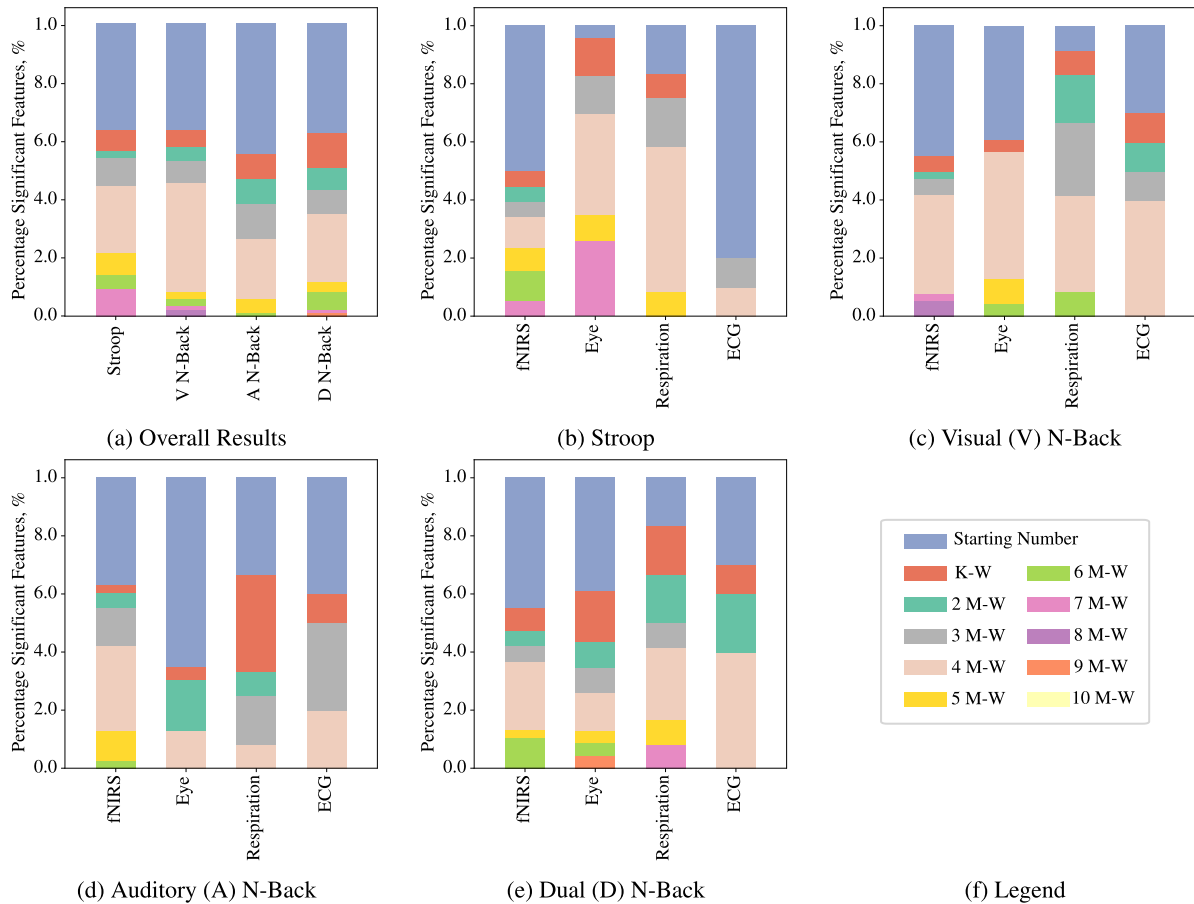 Percentage Significant Features, %
1.0
8.0
6.0
4.0
2.0
0.0
Stroop
V N-Back
A N-Back
D N-Back
(a) Overall Results
Percentage Significant Features, %
1.0
8.0
6.0
4.0
2.0
0.0
fNIRS
Eye
Respiration
ECG
(b) Stroop
Percentage Significant Features, %
1.0
8.0
6.0
4.0
2.0
0.0
fNIRS
Eye
Respiration
ECG
(c) Visual (V) N-Back
Percentage Significant Features, %
1.0
8.0
6.0
4.0
2.0
0.0
fNIRS
Eye
Respiration
ECG
(d) Auditory (A) N-Back
Percentage Significant Features, %
1.0
8.0
6.0
4.0
2.0
0.0
fNIRS
Eye
Respiration
ECG
(e) Dual (D) N-Back
Starting Number
K-W
2 M-W
3 M-W
4 M-W
5 M-W
6 M-W
7 M-W
8 M-W
9 M-W
10 M-W
(f) Legend